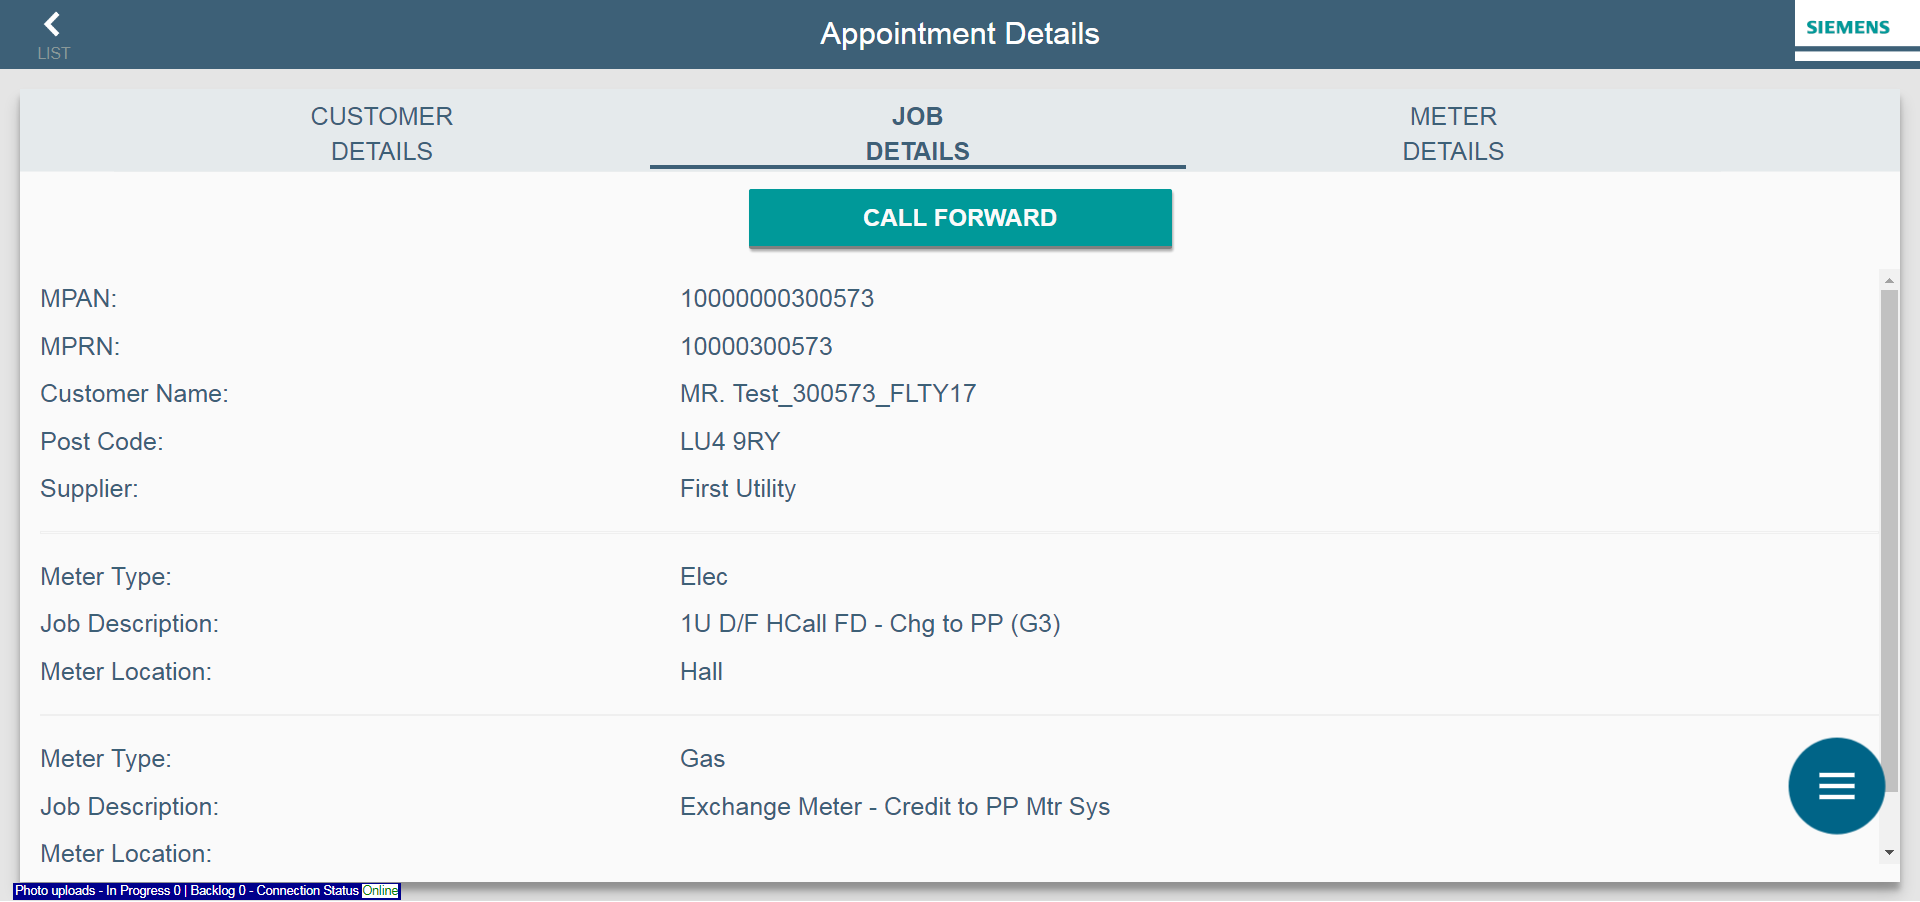 LIST
Appointment Details
SIEMENS
CUSTOMER
DETAILS
JOB
DETAILS
METER
DETAILS
CALL FORWARD
MPAN: 10000000300573
MPRN: 10000300573
Customer Name: MR. Test_300573_FLTY17
Post Code: LU4 9RY
Supplier: First Utility
Meter Type: Elec
Job Description: 1U D/F HCall FD - Chg to PP (G3)
Meter Location: Hall
Meter Type: Gas
Job Description: Exchange Meter - Credit to PP Mtr Sys
Meter Location:
Photo uploads - In Progress 0 | Backlog 0 - Connection Status Online